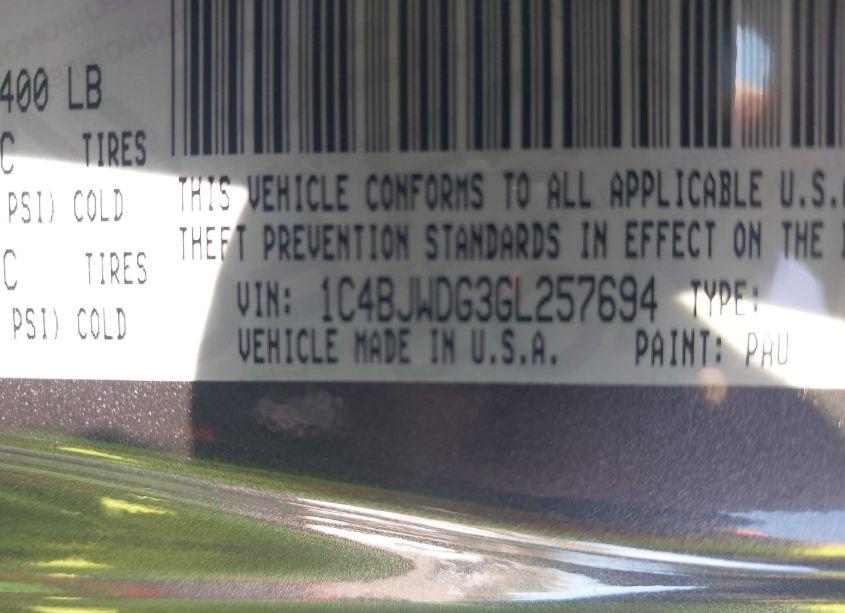 400 LB
C TIRES
PSI) COLD
C TIRES
PSI) COLD
THIS VEHICLE CONFORMS TO ALL APPLICABLE U.S.
THEFT PREVENTION STANDARDS IN EFFECT ON THE
VIN: 1C4BJWDG3GL257694 TYPE:
VEHICLE MADE IN U.S.A. PAINT: PAU